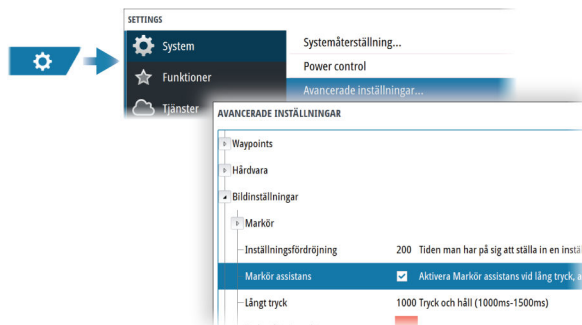 SETTINGS
System
Systemåterställning...
Power control
Funktioner
Avancerade inställningar...
Tjänster
AVANCERADE INSTÄLLNINGAR
Waypoints
Hårdvara
Bildinställningar
Markör
Inställningsfördröjning 200 Tiden man har på sig att ställa in en
Markör assistans Aktivera Markör assistans vid lång tryck,
Långt tryck 1000 Tryck och håll (1000ms-1500ms)